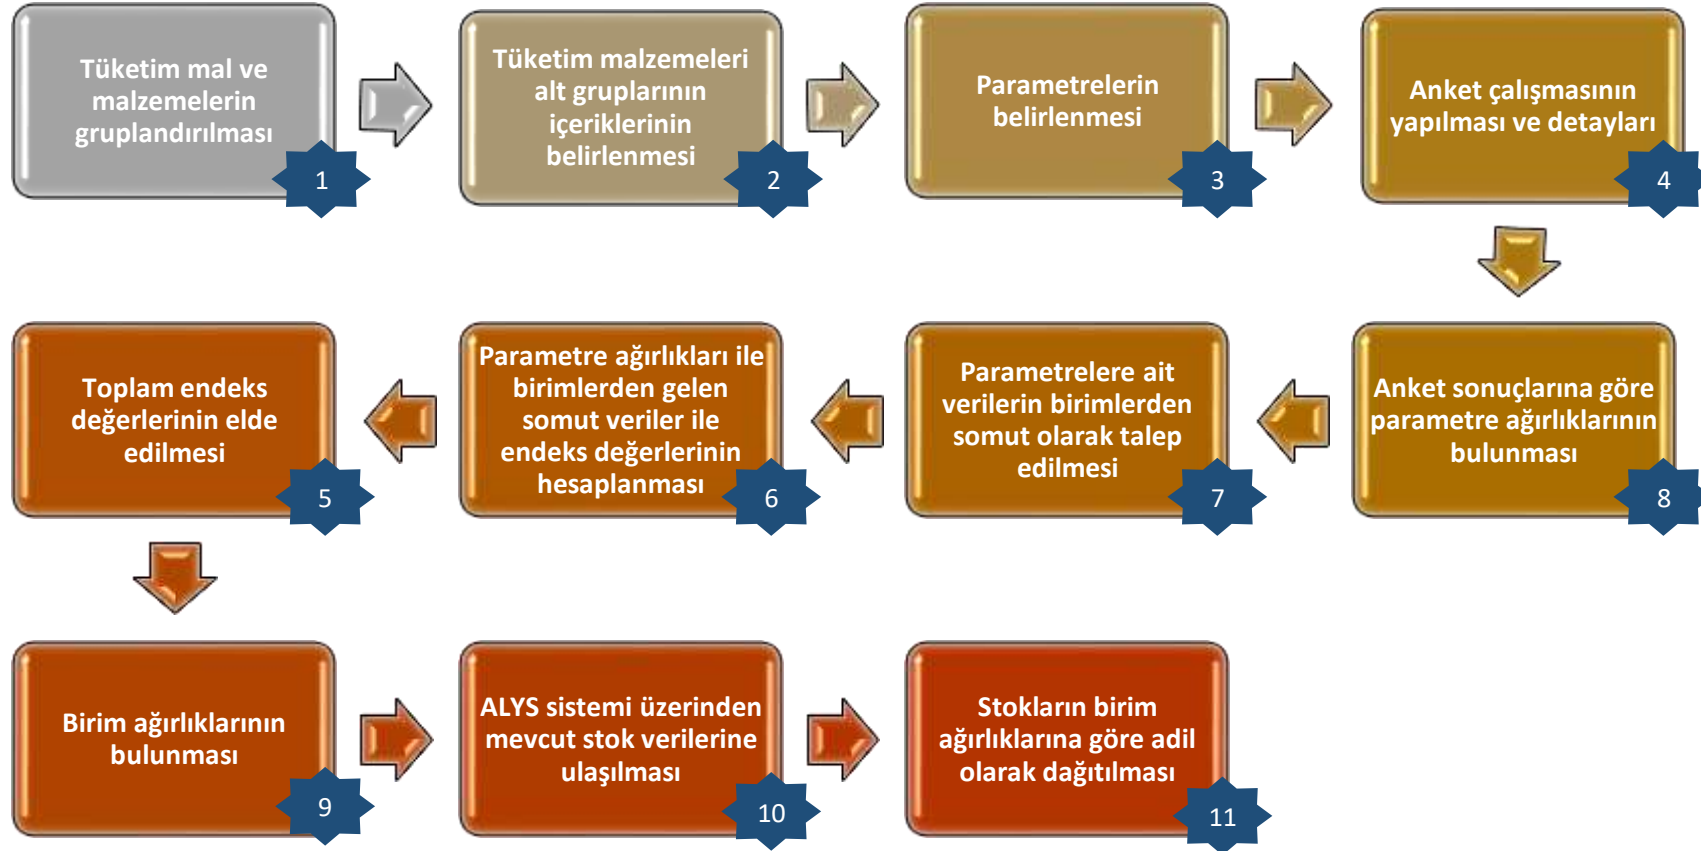 Tüketim mal ve
malzemelerin
gruplandırılması
1
Tüketim malzemeleri
alt gruplarının
içeriklerinin
belirlenmesi
2
Parametrelerin
belirlenmesi
3
Anket çalışmasının
yapılması ve detayları
4
Toplam endeks
değerlerinin elde
edilmesi
5
Parametre ağırlıkları ile
birimlerden gelen
somut veriler ile
endeks değerlerinin
hesaplanması
6
Parametrelere ait
verilerin birimlerden
somut olarak talep
edilmesi
7
Anket sonuçlarına göre
parametre ağırlıklarının
bulunması
8
Birim ağırlıklarının
bulunması
9
ALYS sistemi üzerinden
mevcut stok verilerine
ulaşılması
10
Stokların birim
ağırlıklarına göre adil
olarak dağıtılması
11